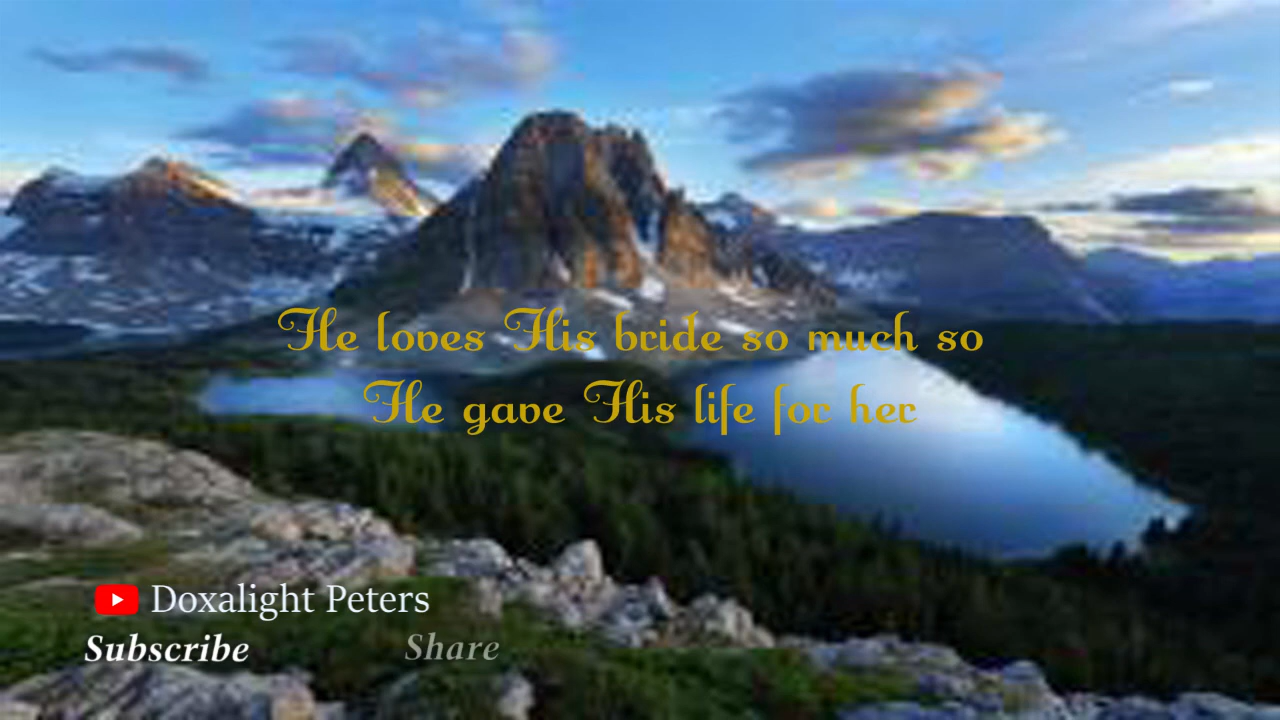 He loves His bride so much so
He gave His life for her
Doxalight Peters
Subscribe Share